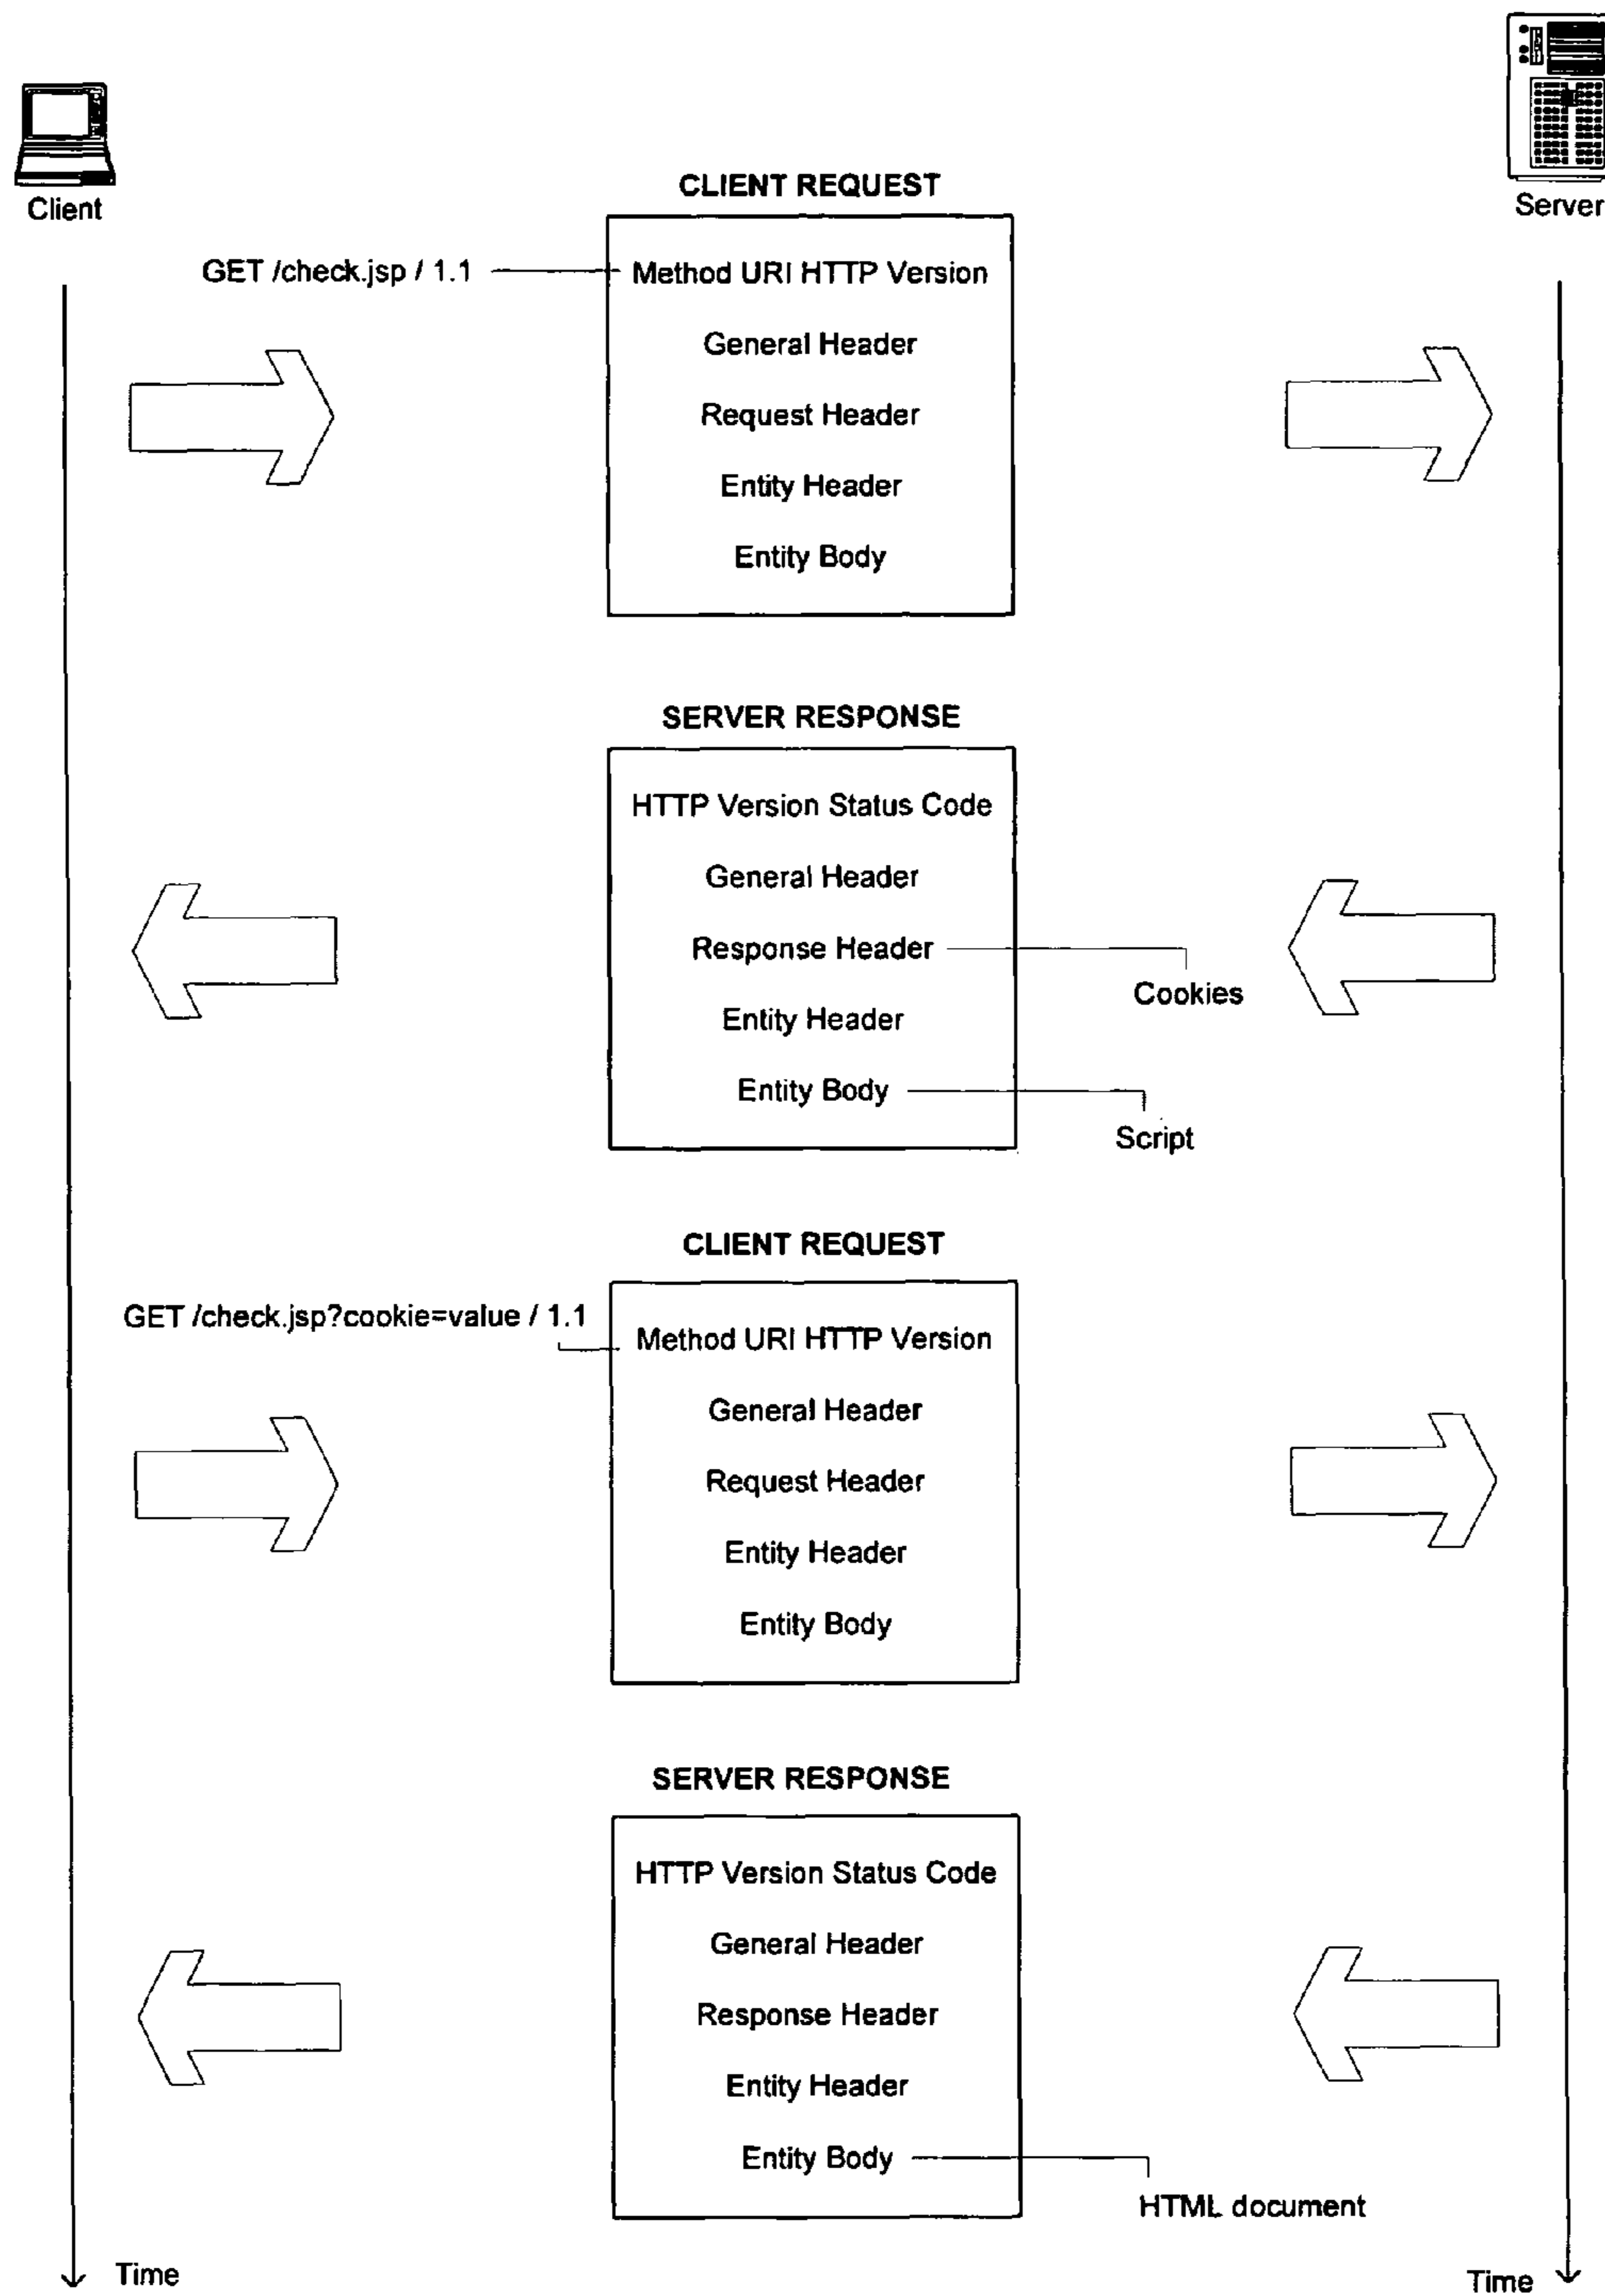 Client
Server
CLIENT REQUEST
GET /check.jsp / 1.1
Method URI HTTP Version
General Header
Request Header
Entity Header
Entity Body
SERVER RESPONSE
HTTP Version Status Code
General Header
Response Header
Cookies
Entity Header
Entity Body
Script
CLIENT REQUEST
GET /check.jsp?cookie=value / 1.1
Method URI HTTP Version
General Header
Request Header
Entity Header
Entity Body
SERVER RESPONSE
HTTP Version Status Code
General Header
Response Header
Entity Header
Entity Body
HTML document
Time
Time